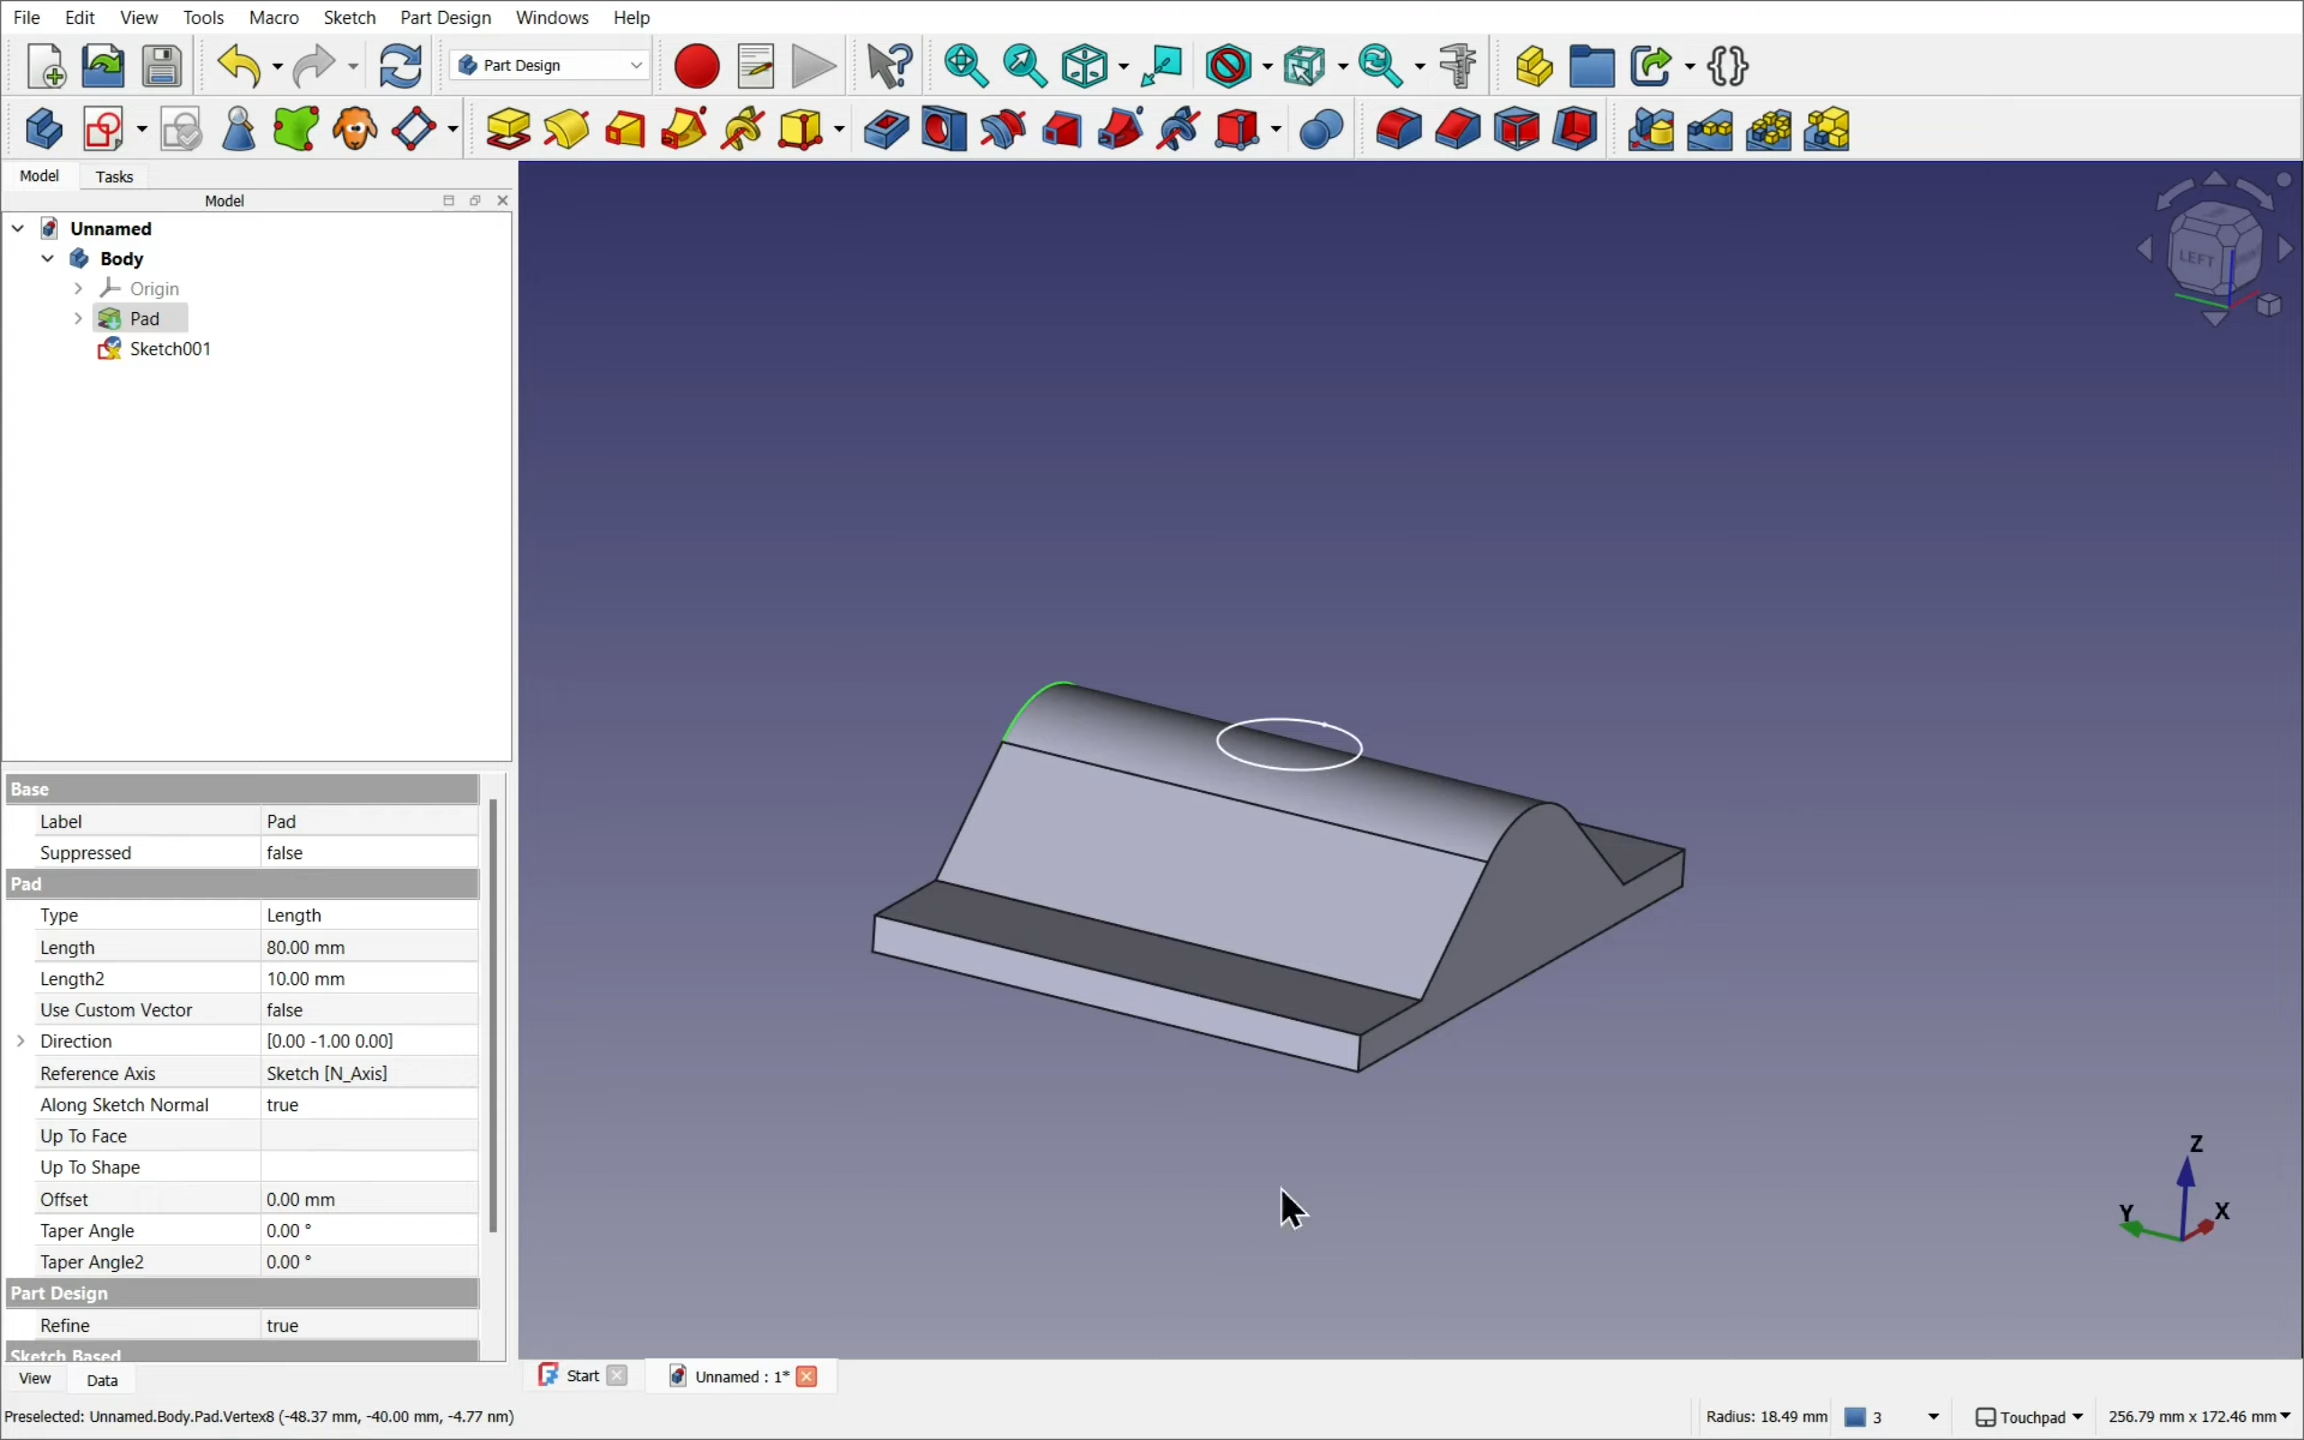 File Edit View Tools Macro Sketch Part Design Windows Help
Part Design
Model Tasks
Model
Unnamed
Body
Origin
Pad
Sketch001
LEFT
Base
Label Pad
Suppressed false
Pad
Type Length
Length 80.00 mm
Length2 10.00 mm
Use Custom Vector false
Direction [0.00 -1.00 0.00]
Reference Axis Sketch [N_Axis]
Along Sketch Normal true
Up To Face
Up To Shape
Offset 0.00 mm
Taper Angle 0.00 °
Taper Angle2 0.00 °
Part Design
Refine true
Sketch Based
View Data
Z
Y
X
Start Unnamed : 1*
Preselected: Unnamed.Body.Pad.Vertex8 (-48.37 mm, -40.00 mm, -4.77 nm) Radius: 18.49 mm 3 Touchpad 256.79 mm x 172.46 mm